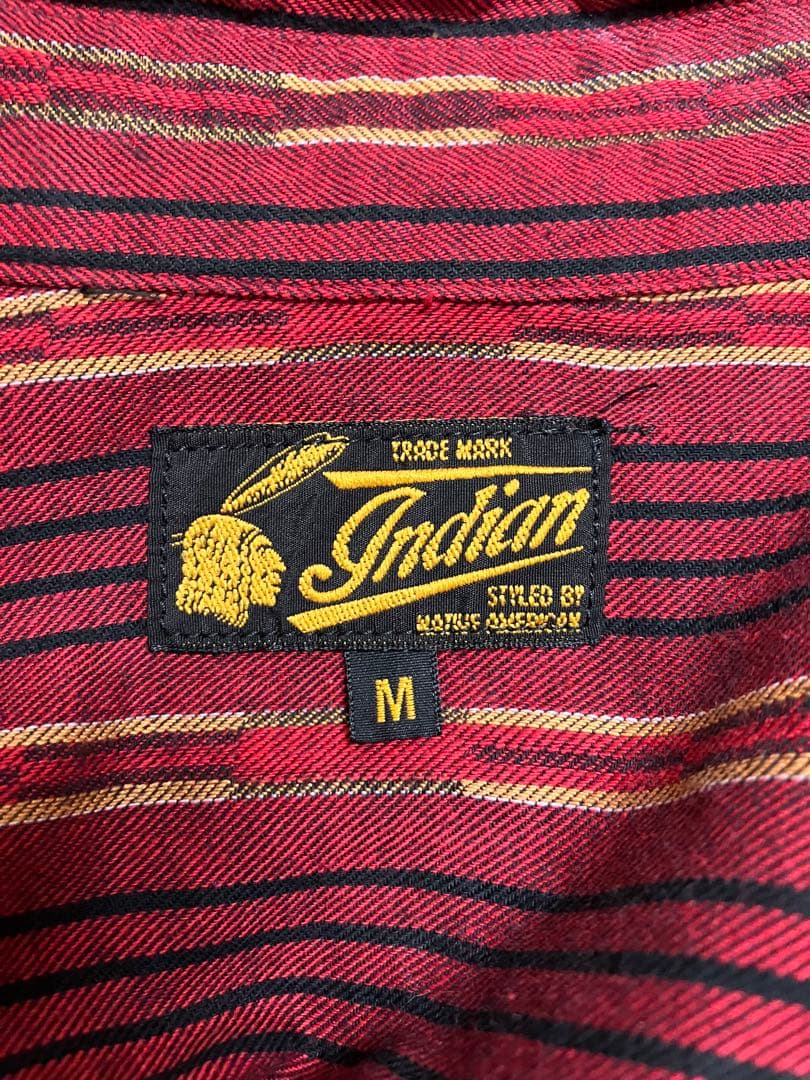 TRADE MARK
Indian
STYLED BY
NATIVE AMERICAN
M